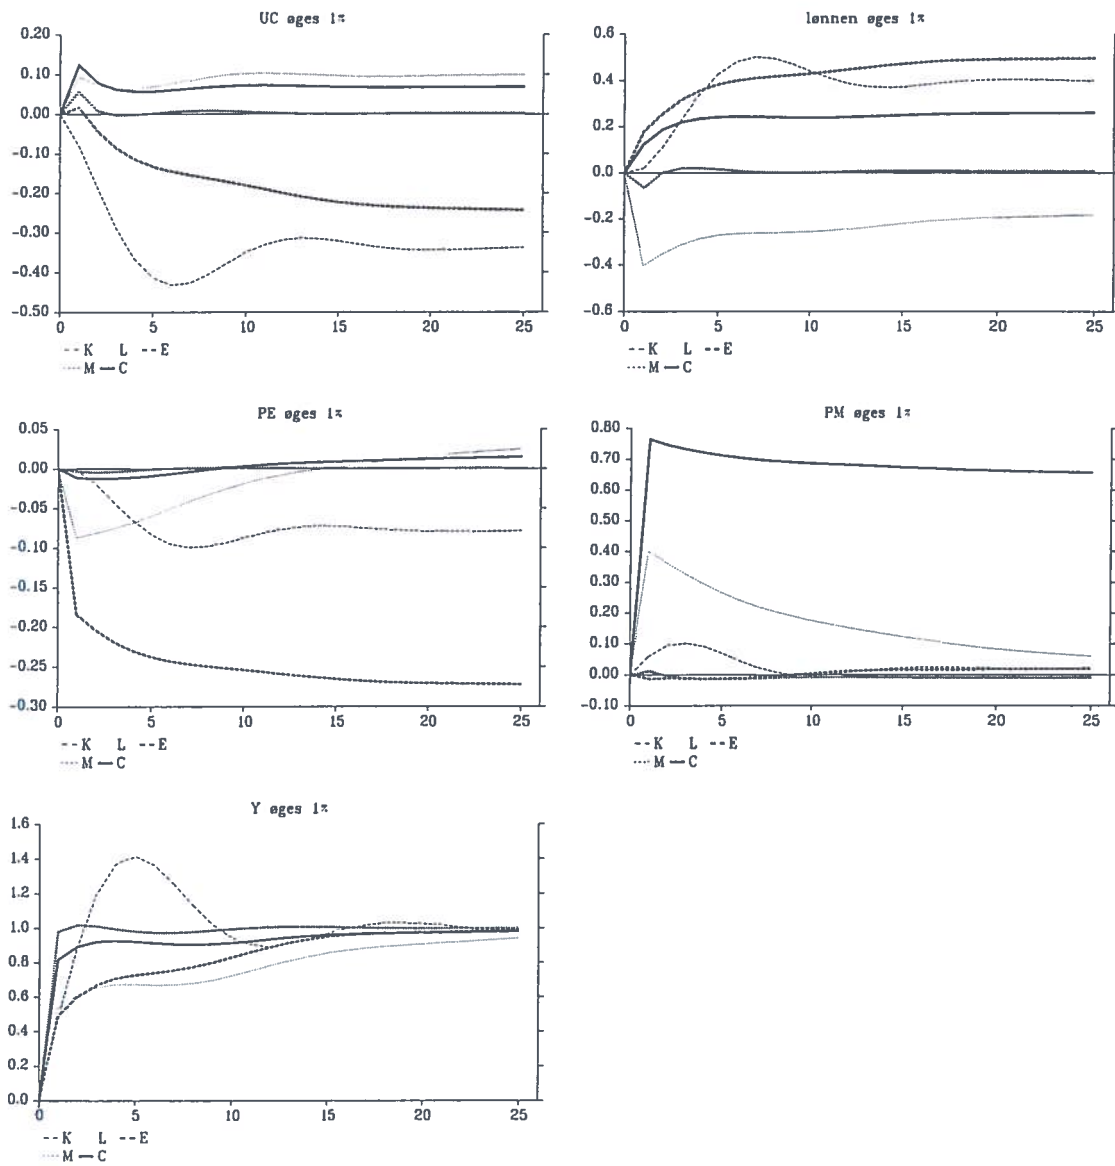 UC øges 1%
0.20
0.10
0.00
-0.10
-0.20
-0.30
-0.40
-0.50
0 5 10 15 20 25
--K L --E
M — C
lønnen øges 1%
0.6
0.4
0.2
0.0
-0.2
-0.4
-0.6
0 5 10 15 20 25
--K L --E
M — C
PE øges 1%
0.05
0.00
-0.05
-0.10
-0.15
-0.20
-0.25
-0.30
0 5 10 15 20 25
--K L --E
M — C
PM øges 1%
0.80
0.70
0.60
0.50
0.40
0.30
0.20
0.10
0.00
-0.10
0 5 10 15 20 25
--K L --E
M — C
Y øges 1%
1.6
1.4
1.2
1.0
0.8
0.6
0.4
0.2
0.0
0 5 10 15 20 25
--K L --E
M — C